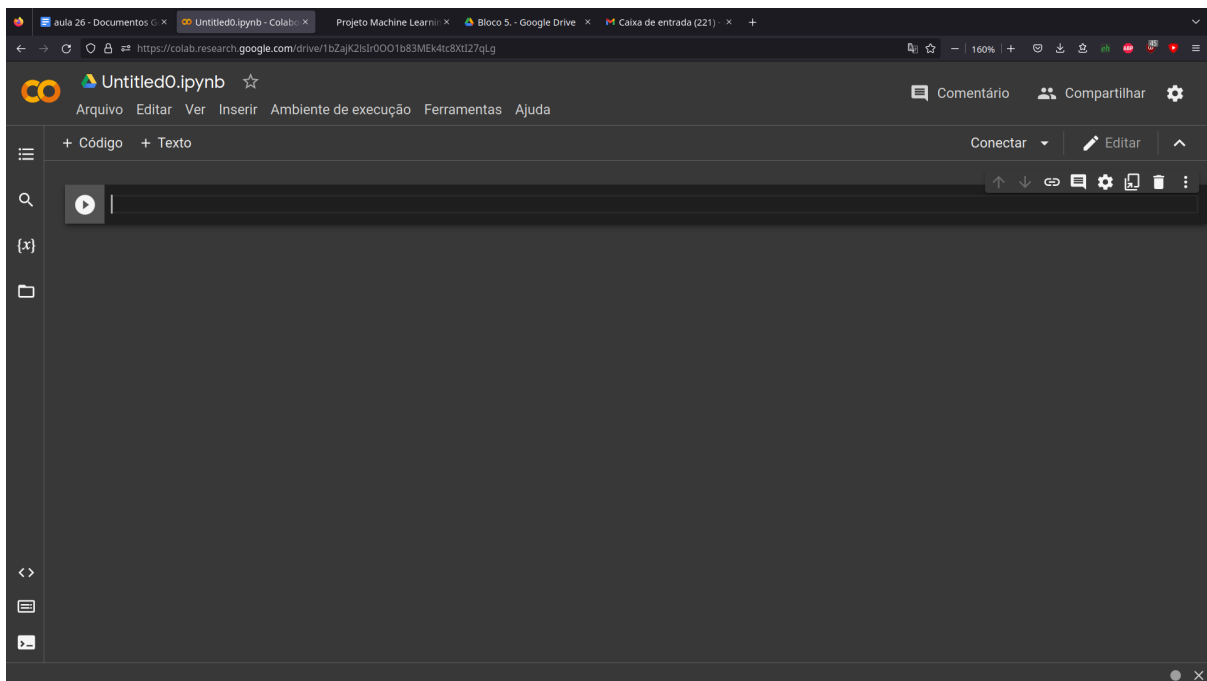 aula 26 - Documentos G
Untitled0.ipynb - Colabo
Projeto Machine Learnin
Bloco 5. - Google Drive
Caixa de entrada (221) -
https://colab.research.google.com/drive/1bZajK2lsIr0OO1b83MEk4tc8XtI27qLg
160%
Untitled0.ipynb
Comentário
Compartilhar
Arquivo Editar Ver Inserir Ambiente de execução Ferramentas Ajuda
+ Código + Texto
Conectar
Editar
{x}